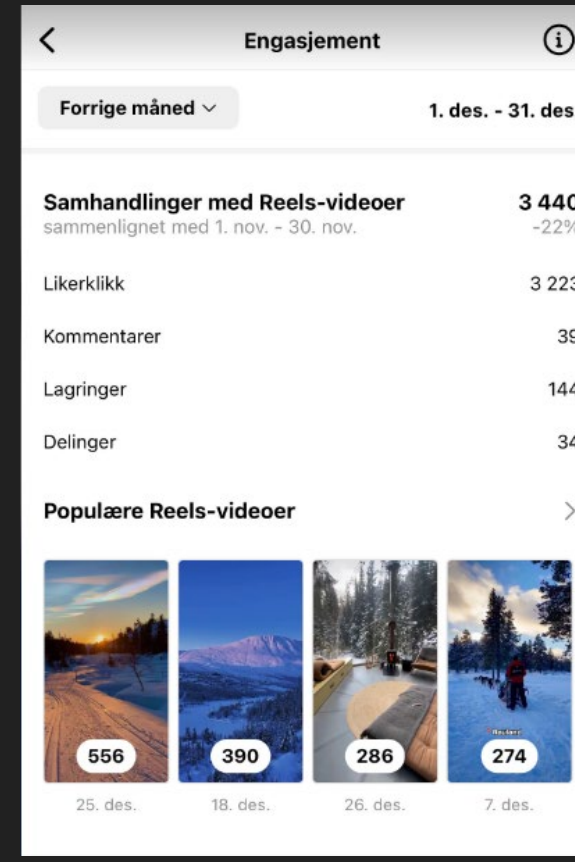 Engasjement
Forrige måned
1. des. - 31. des
Samhandlinger med Reels-videoer 3 440
sammenlignet med 1. nov. - 30. nov. -22%
Likerklikk 3 223
Kommentarer 39
Lagringer 144
Delinger 34
Populære Reels-videoer
Rauland
556 390 286 274
25. des. 18. des. 26. des. 7. des.